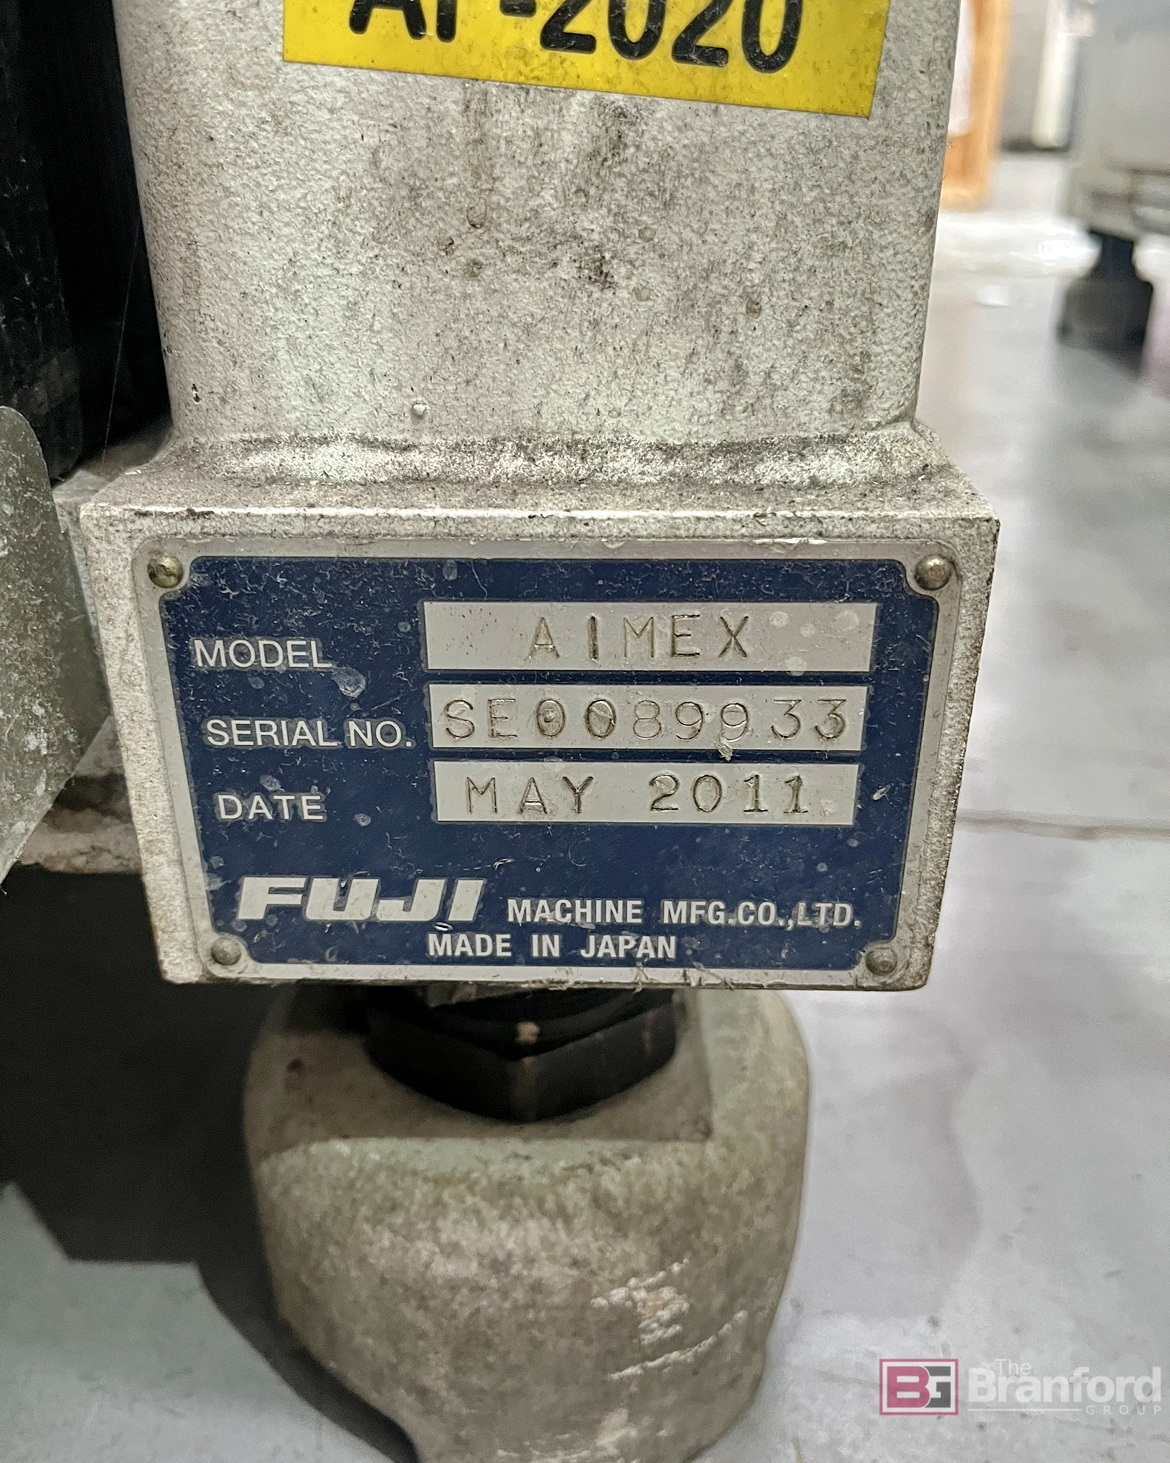 -2020
MODEL AIMEX
SERIAL NO. SE0089933
DATE MAY 2011
FUJI MACHINE MFG.CO.,LTD.
MADE IN JAPAN
BG The Branford
GROUP